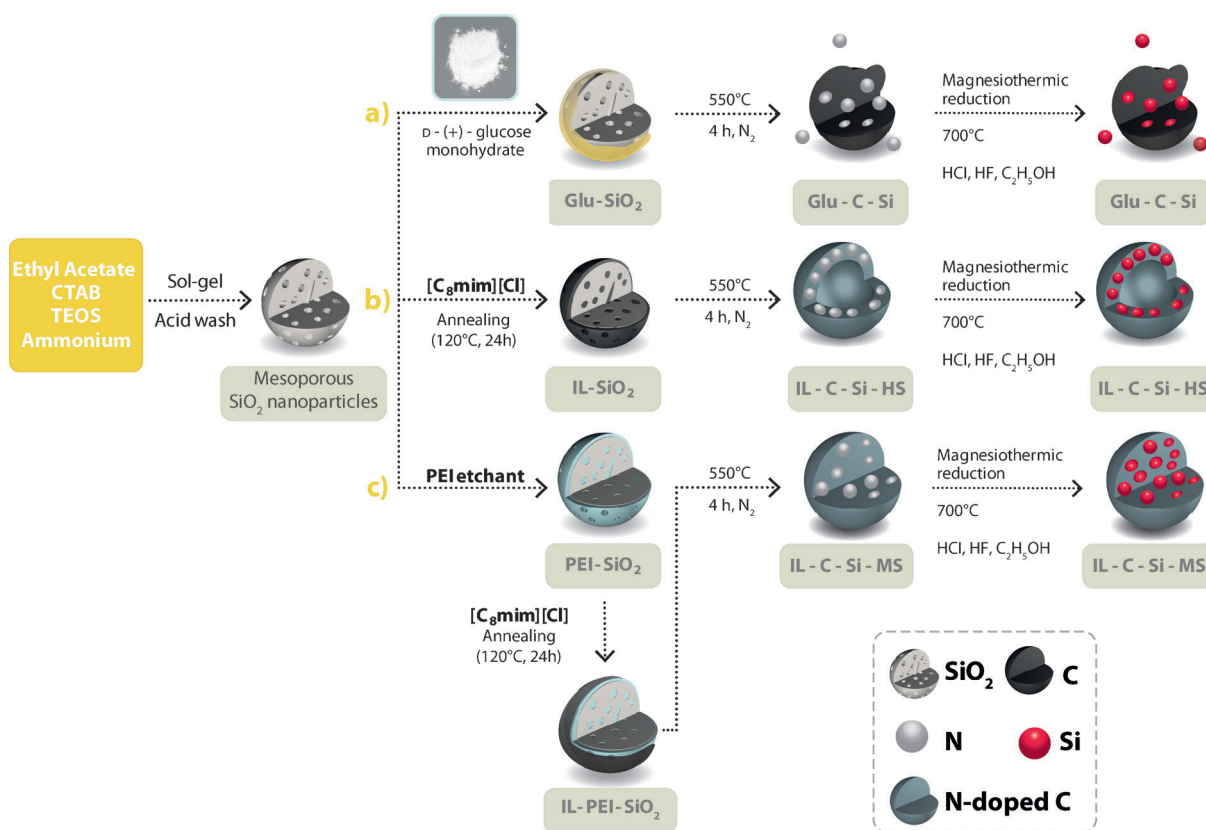 Ethyl Acetate
CTAB
TEOS
Ammonium
Sol-gel
Acid wash
Mesoporous
SiO₂ nanoparticles
a)
D - (+) - glucose
monohydrate
Glu-SiO₂
550°C
4 h, N₂
Glu - C - Si
Magnesiothermic
reduction
700°C
HCl, HF, C₂H₅OH
Glu - C - Si
b)
[C₈mim][Cl]
Annealing
(120°C, 24h)
IL-SiO₂
550°C
4 h, N₂
IL - C - Si - HS
Magnesiothermic
reduction
700°C
HCl, HF, C₂H₅OH
IL - C - Si - HS
c)
PEI etchant
PEI-SiO₂
[C₈mim][Cl]
Annealing
(120°C, 24h)
IL-PEI-SiO₂
550°C
4 h, N₂
IL - C - Si - MS
Magnesiothermic
reduction
700°C
HCl, HF, C₂H₅OH
IL - C - Si - MS
SiO₂
C
N
Si
N-doped C